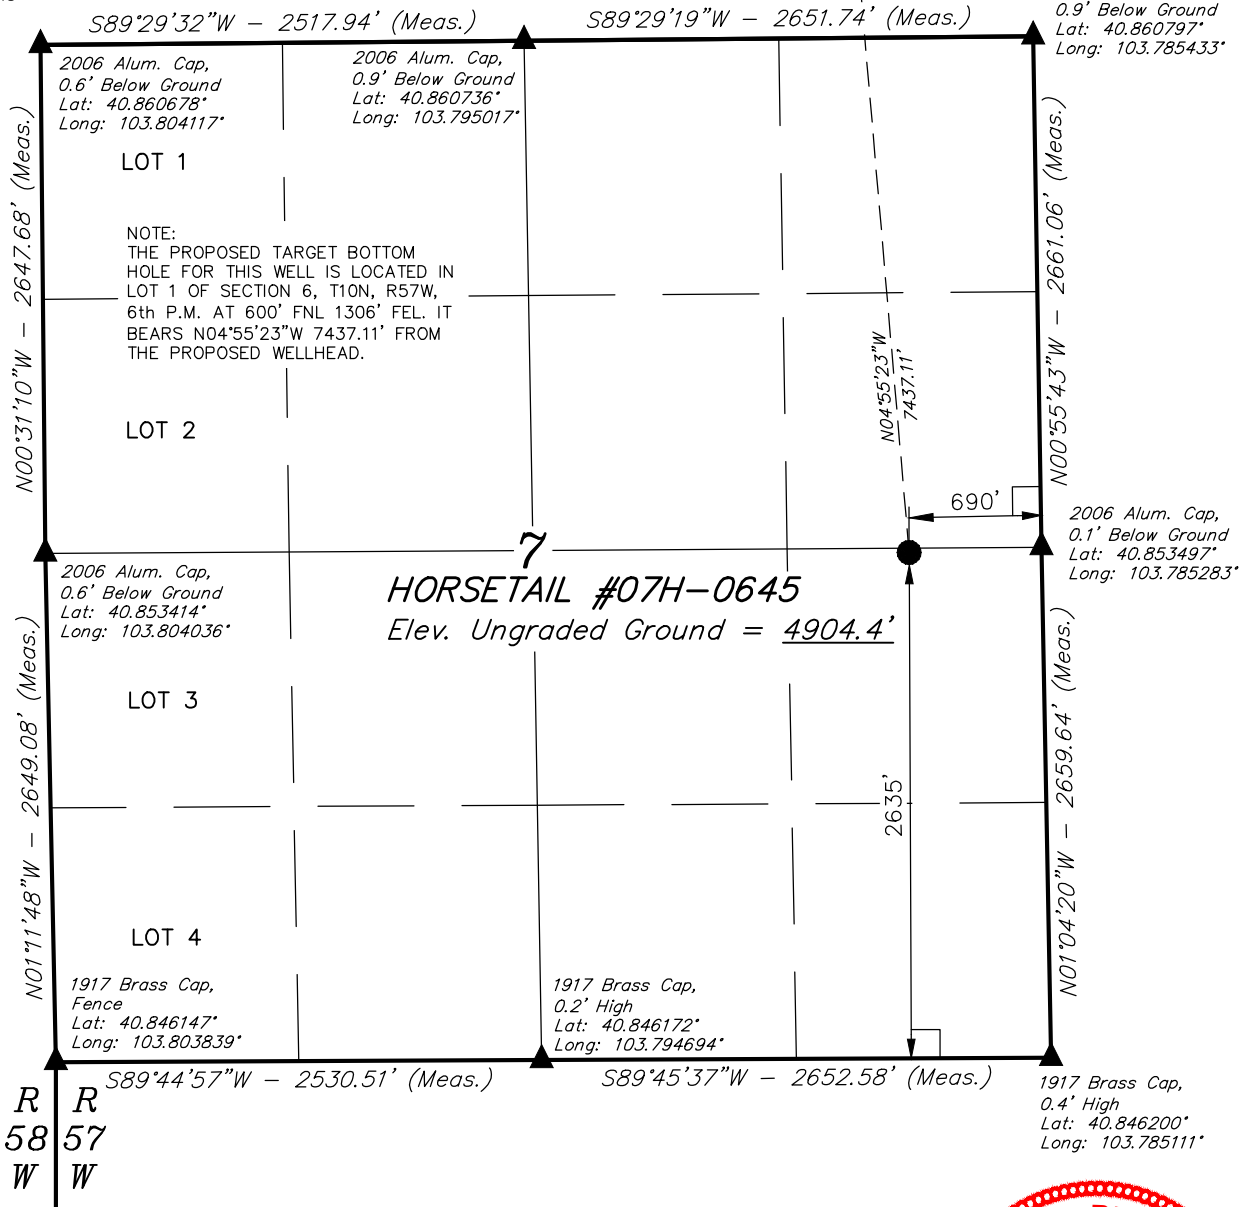 S89°29'32"W - 2517.94' (Meas.)
S89°29'19"W - 2651.74' (Meas.)
0.9' Below Ground
Lat: 40.860797°
Long: 103.785433°
2006 Alum. Cap,
0.6' Below Ground
Lat: 40.860678°
Long: 103.804117°
2006 Alum. Cap,
0.9' Below Ground
Lat: 40.860736°
Long: 103.795017°
N00°31'10"W - 2647.68' (Meas.)
N00°55'43"W - 2661.06' (Meas.)
LOT 1
NOTE:
THE PROPOSED TARGET BOTTOM
HOLE FOR THIS WELL IS LOCATED IN
LOT 1 OF SECTION 6, T10N, R57W,
6th P.M. AT 600' FNL 1306' FEL. IT
BEARS N04°55'23"W 7437.11' FROM
THE PROPOSED WELLHEAD.
N04°55'23"W
7437.11'
LOT 2
690'
2006 Alum. Cap,
0.1' Below Ground
Lat: 40.853497°
Long: 103.785283°
7
2006 Alum. Cap,
0.6' Below Ground
Lat: 40.853414°
Long: 103.804036°
HORSETAIL #07H-0645
Elev. Ungraded Ground = 4904.4'
N01°11'48"W - 2649.08' (Meas.)
N01°04'20"W - 2659.64' (Meas.)
LOT 3
2635'
LOT 4
1917 Brass Cap,
Fence
Lat: 40.846147°
Long: 103.803839°
1917 Brass Cap,
0.2' High
Lat: 40.846172°
Long: 103.794694°
S89°44'57"W - 2530.51' (Meas.)
S89°45'37"W - 2652.58' (Meas.)
1917 Brass Cap,
0.4' High
Lat: 40.846200°
Long: 103.785111°
R R
58 57
W W